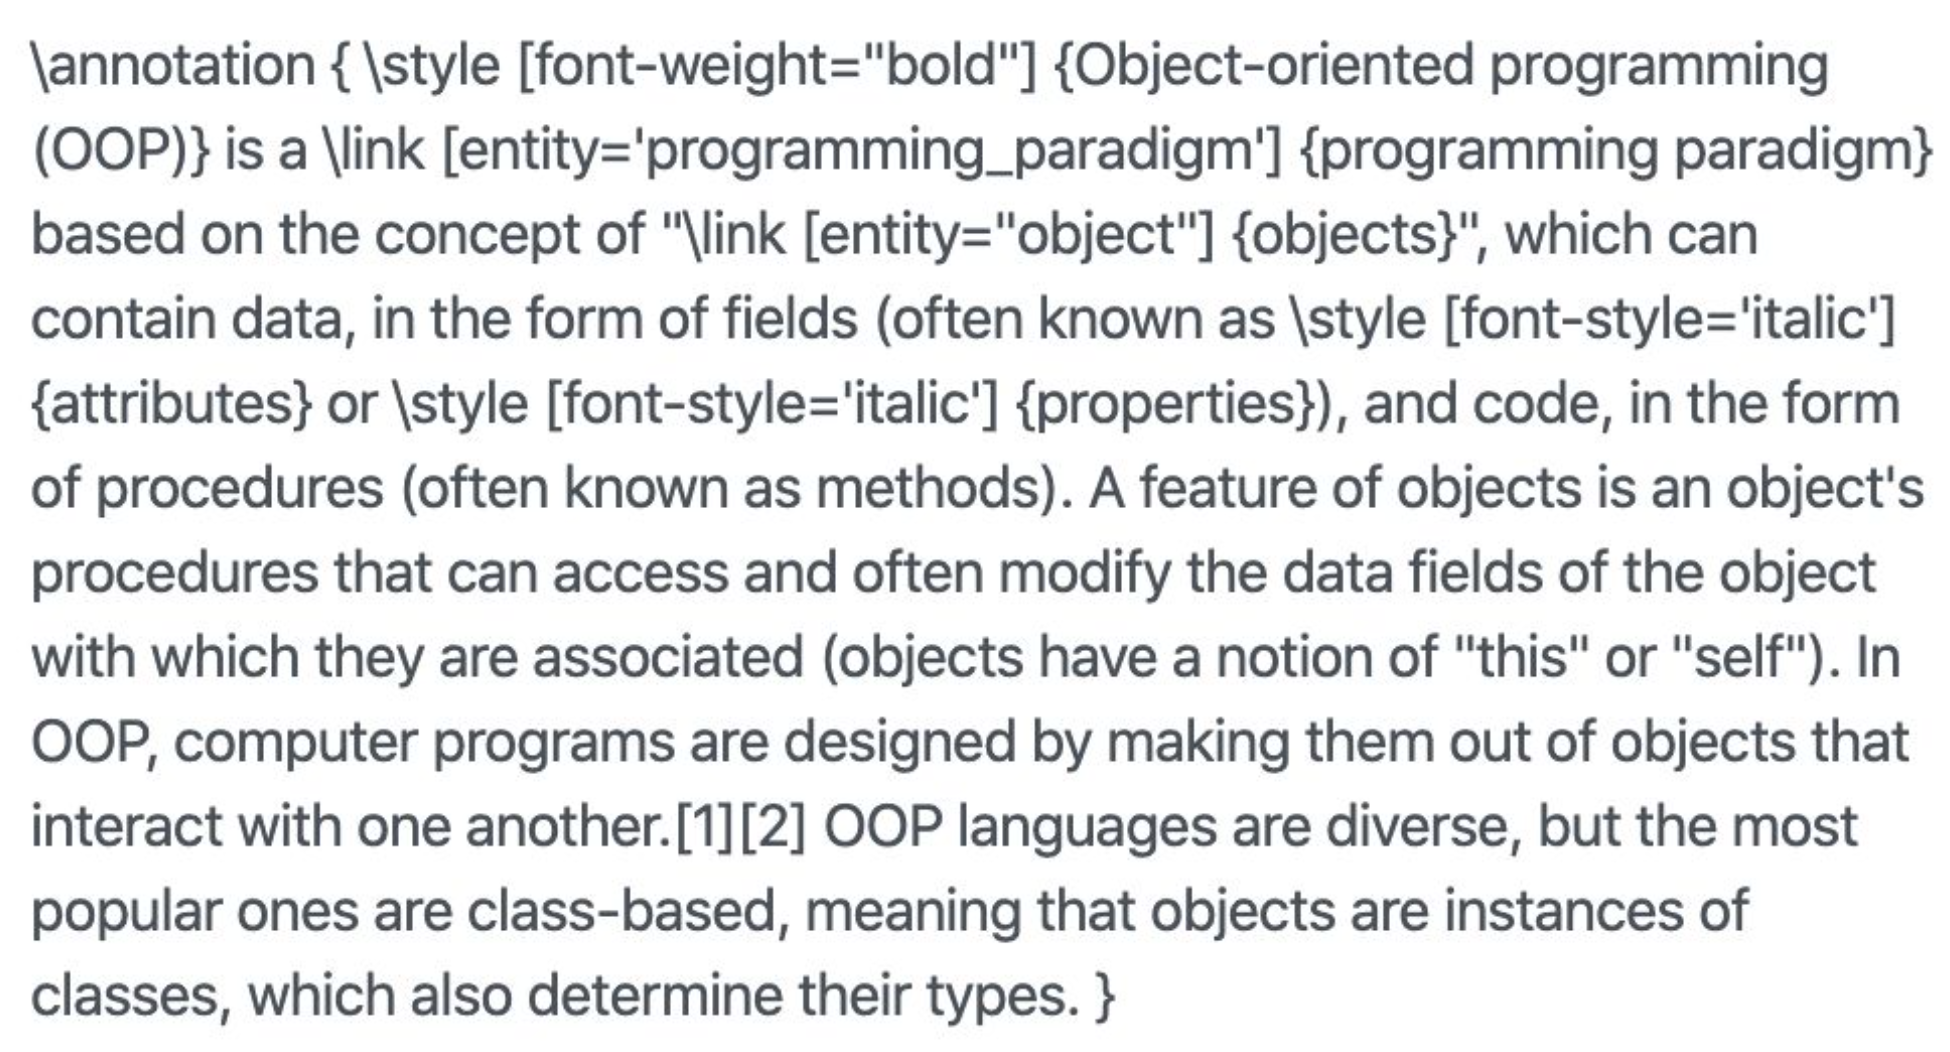 \annotation { \style [font-weight="bold"] {Object-oriented programming
(OOP)} is a \link [entity='programming_paradigm'] {programming paradigm}
based on the concept of "\link [entity="object"] {objects}", which can
contain data, in the form of fields (often known as \style [font-style='italic']
{attributes} or \style [font-style='italic'] {properties}), and code, in the form
of procedures (often known as methods). A feature of objects is an object's
procedures that can access and often modify the data fields of the object
with which they are associated (objects have a notion of "this" or "self"). In
OOP, computer programs are designed by making them out of objects that
interact with one another.[1][2] OOP languages are diverse, but the most
popular ones are class-based, meaning that objects are instances of
classes, which also determine their types. }